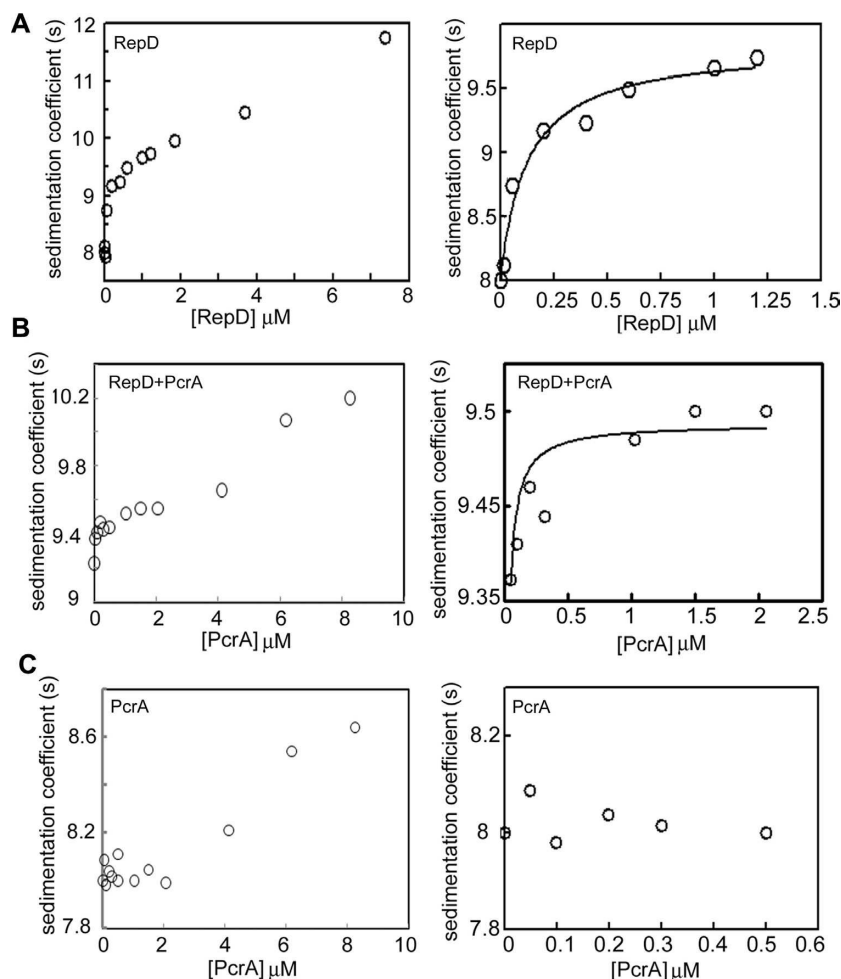 A
RepD
sedimentation coefficient (s)
12
11
10
9
8
0 2 4 6 8
[RepD] μM
RepD
sedimentation coefficient (s)
9.5
9
8.5
8
0 0.25 0.5 0.75 1 1.25 1.5
[RepD] μM
B
RepD+PcrA
sedimentation coefficient (s)
10.2
9.8
9.4
9
0 2 4 6 8 10
[PcrA] μM
RepD+PcrA
sedimentation coefficient (s)
9.5
9.45
9.35
0 0.5 1 1.5 2 2.5
[PcrA] μM
C
PcrA
sedimentation coefficient (s)
8.6
8.2
7.8
0 2 4 6 8 10
[PcrA] μM
PcrA
sedimentation coefficient (s)
8.2
8
7.8
0 0.1 0.2 0.3 0.4 0.5 0.6
[PcrA] μM